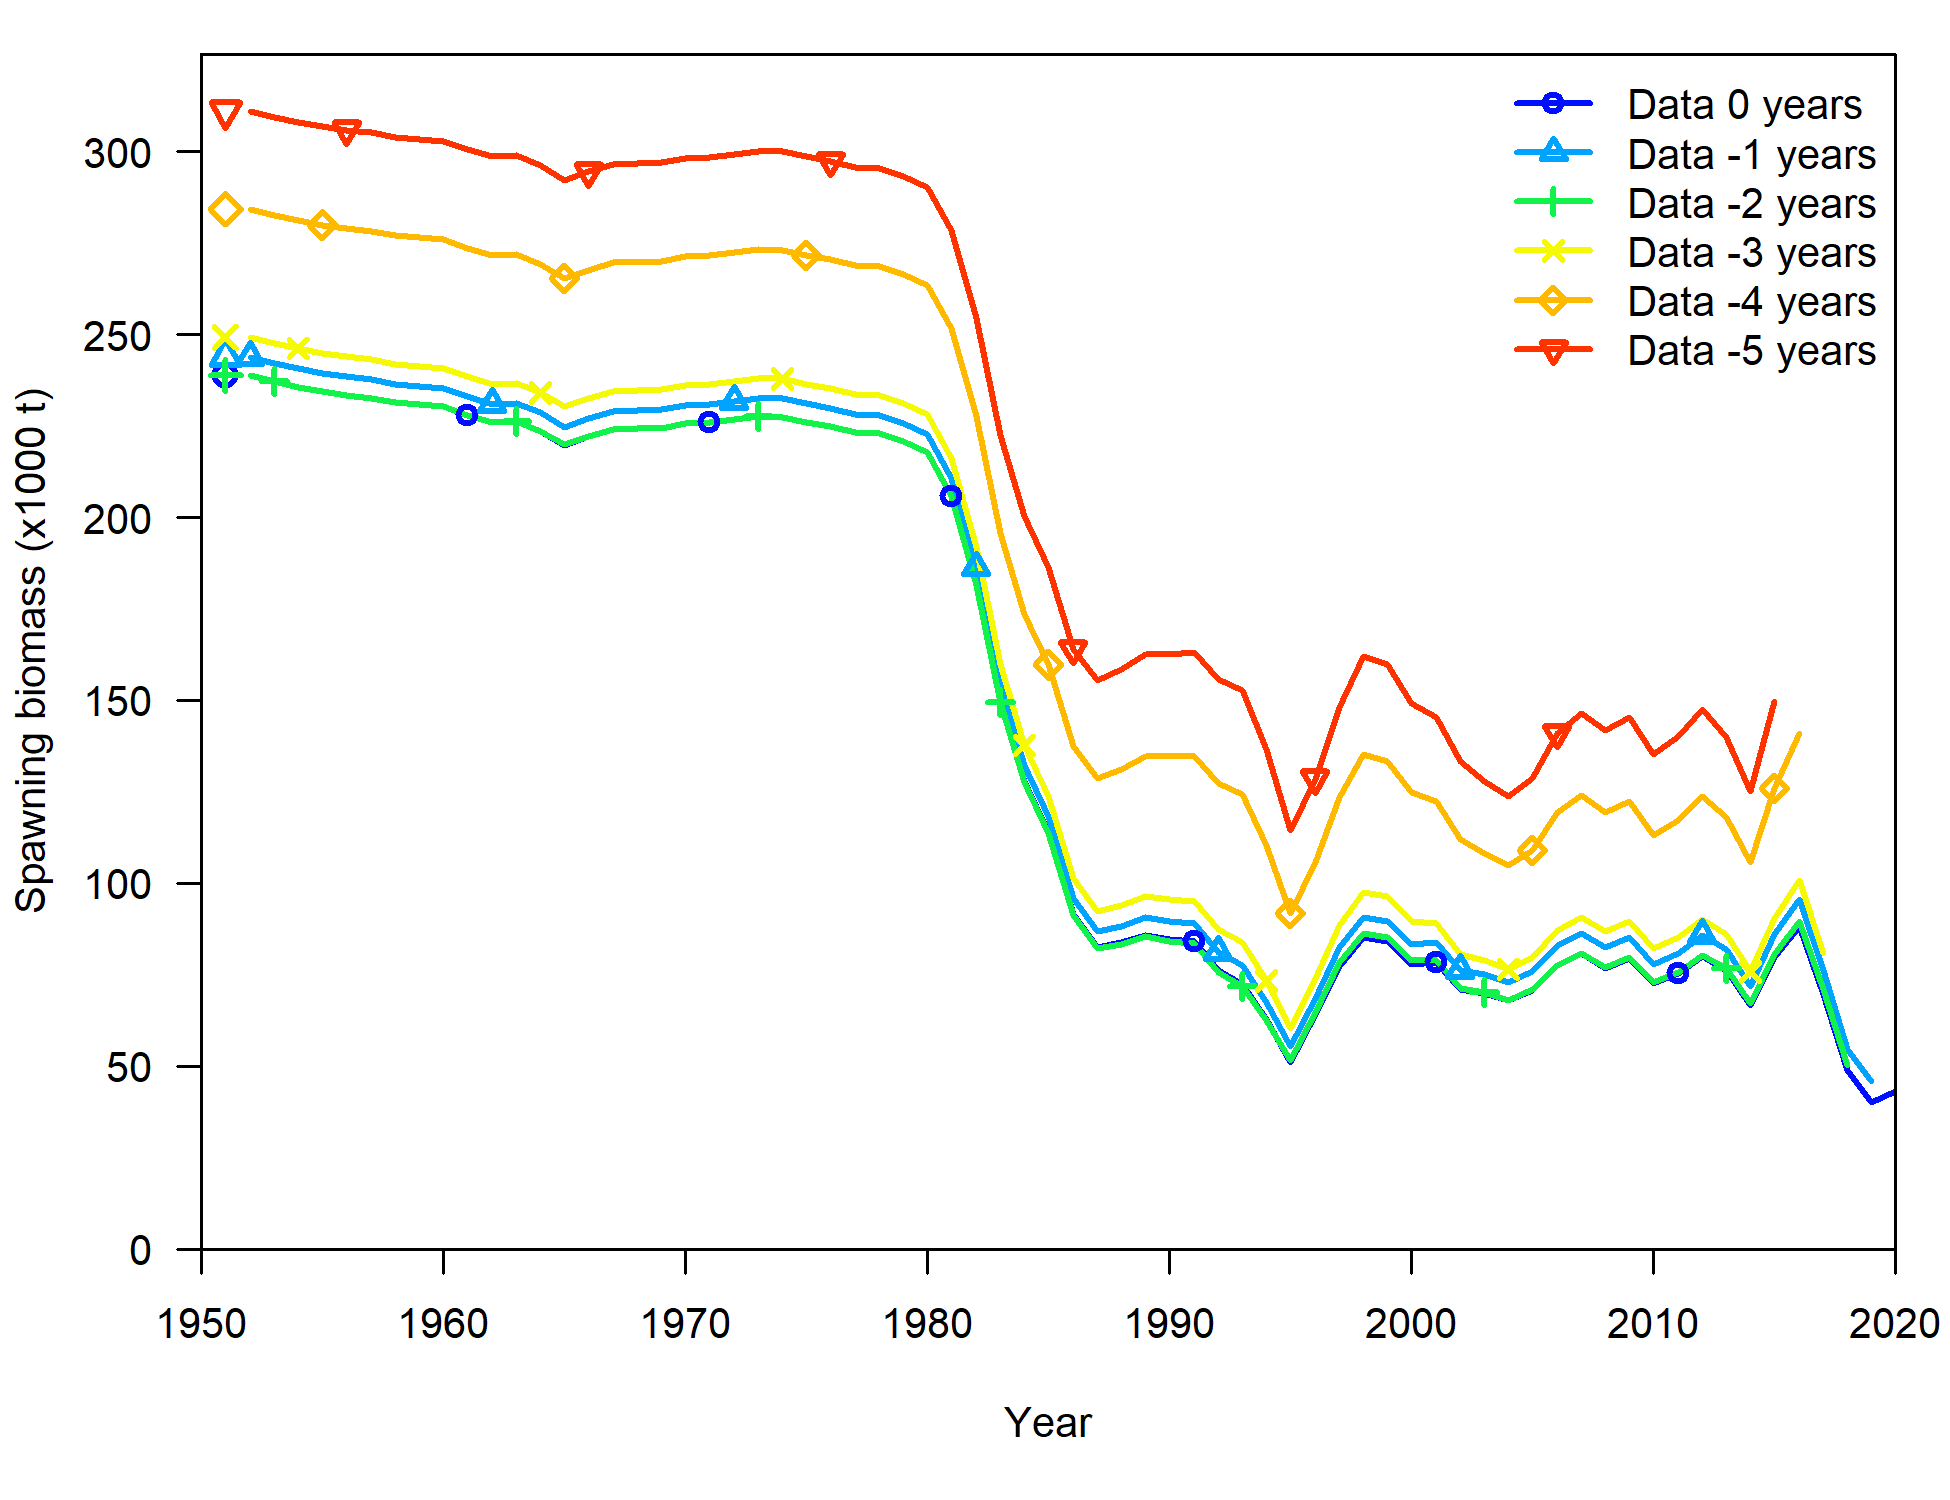 Data 0 years
Data -1 years
Data -2 years
Data -3 years
Data -4 years
Data -5 years
Spawning biomass (x1000 t)
300
250
200
150
100
50
0
1950 1960 1970 1980 1990 2000 2010 2020
Year